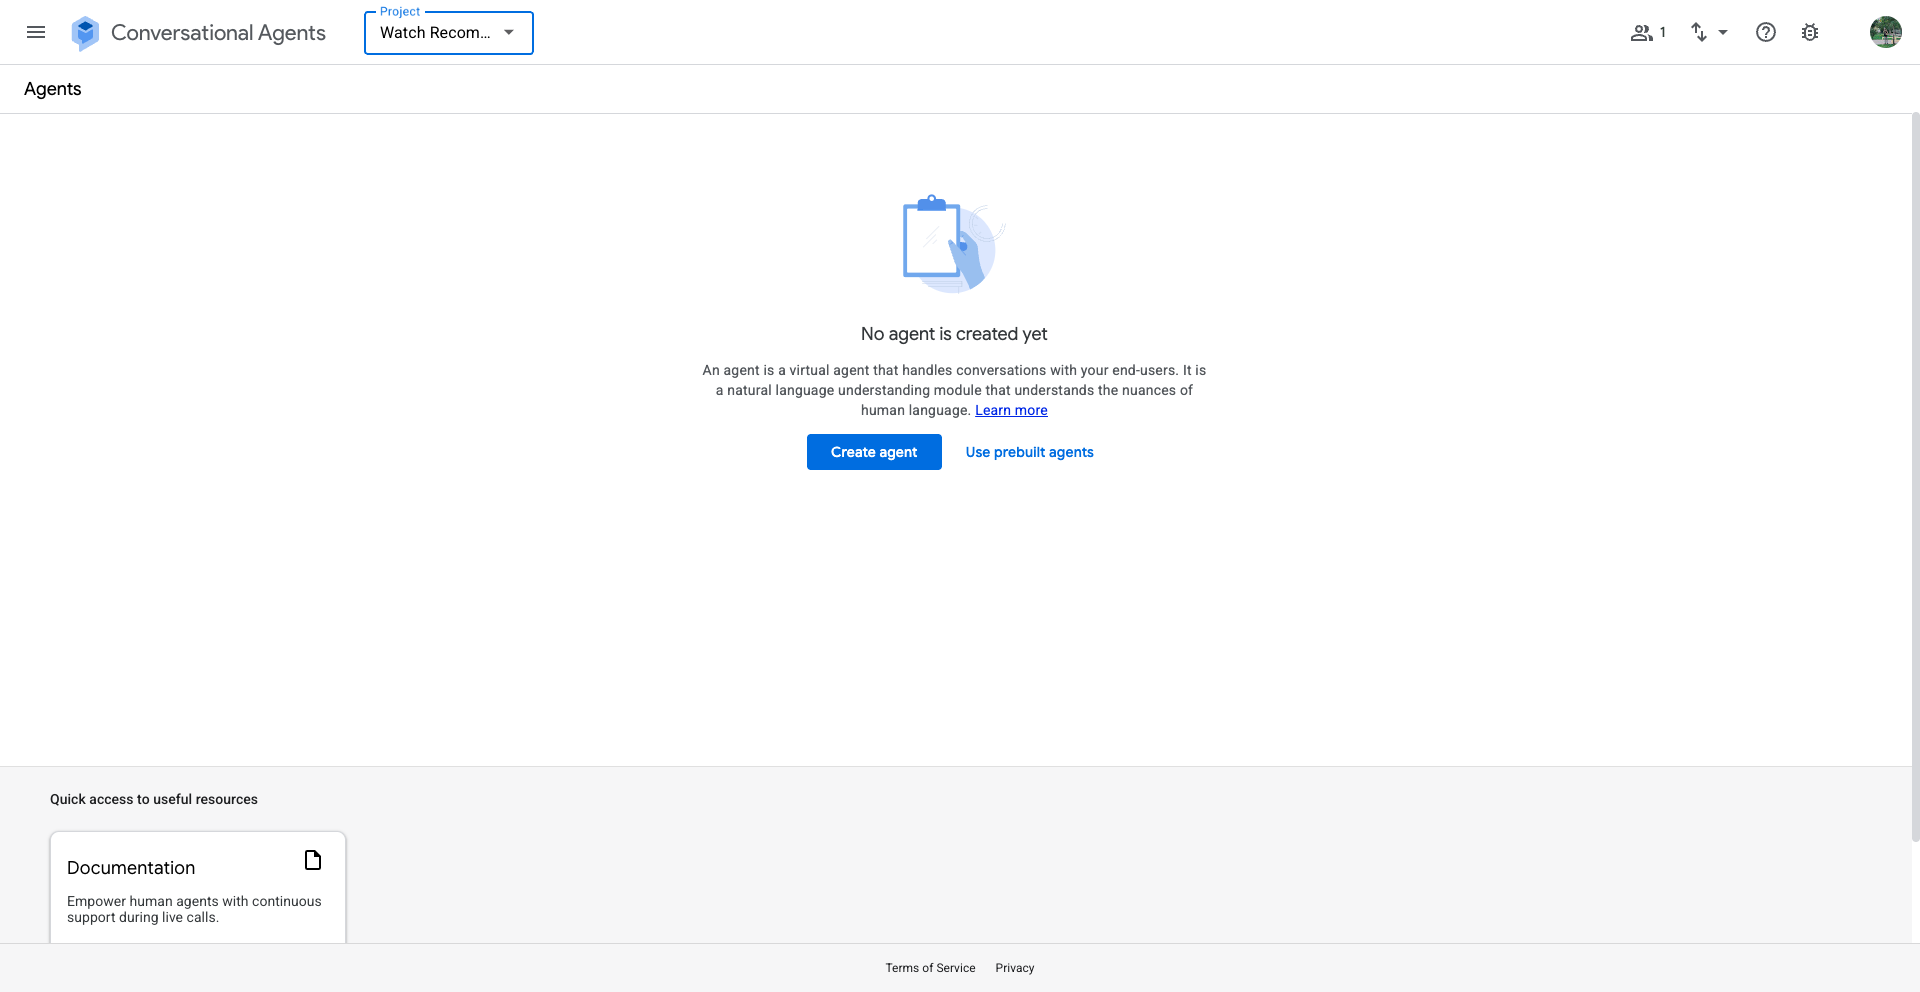 Conversational Agents
Project
Watch Recom...
1
Agents
No agent is created yet
An agent is a virtual agent that handles conversations with your end-users. It is
a natural language understanding module that understands the nuances of
human language. Learn more
Create agent
Use prebuilt agents
Quick access to useful resources
Documentation
Empower human agents with continuous
support during live calls.
Terms of Service
Privacy